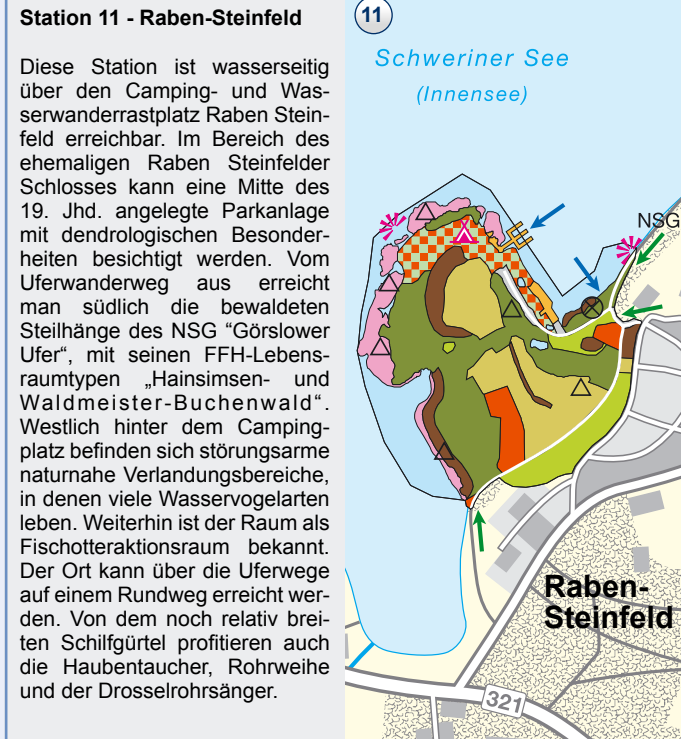 Station 11 - Raben-Steinfeld
Diese Station ist wasserseitig
über den Camping- und Was-
serwanderrastplatz Raben Stein-
feld erreichbar. Im Bereich des
ehemaligen Raben Steinfelder
Schlosses kann eine Mitte des
19. Jhd. angelegte Parkanlage
mit dendrologischen Besonder-
heiten besichtigt werden. Vom
Uferwanderweg aus erreicht
man südlich die bewaldeten
Steilhänge des NSG “Görslower
Ufer“, mit seinen FFH-Lebens-
raumtypen „Hainsimsen- und
Waldmeister-Buchenwald“.
Westlich hinter dem Camping-
platz befinden sich störungsarme
naturnahe Verlandungsbereiche,
in denen viele Wasservogelarten
leben. Weiterhin ist der Raum als
Fischotteraktionsraum bekannt.
Der Ort kann über die Uferwege
auf einem Rundweg erreicht wer-
den. Von dem noch relativ brei-
ten Schilfgürtel profitieren auch
die Haubentaucher, Rohrweihe
und der Drosselrohrsänger.
11
Schweriner See
(Innensee)
NSG
Raben-
Steinfeld
321